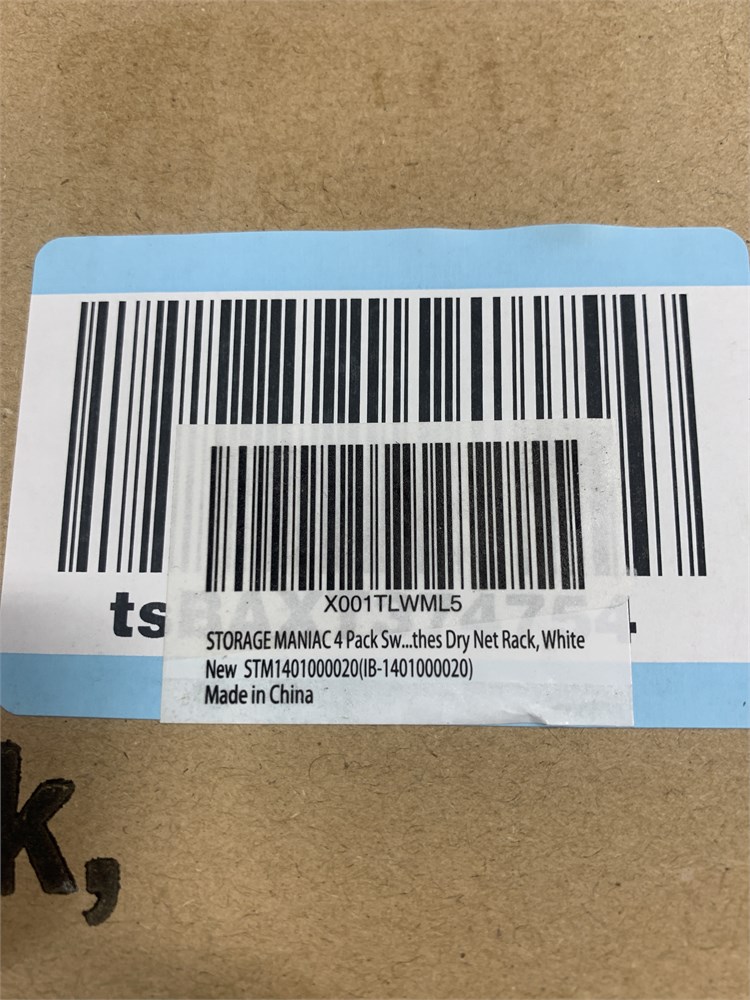 X001TLWML5
STORAGE MANIAC 4 Pack Sw...thes Dry Net Rack, White
New STM1401000020(IB-1401000020)
Made in China
k,